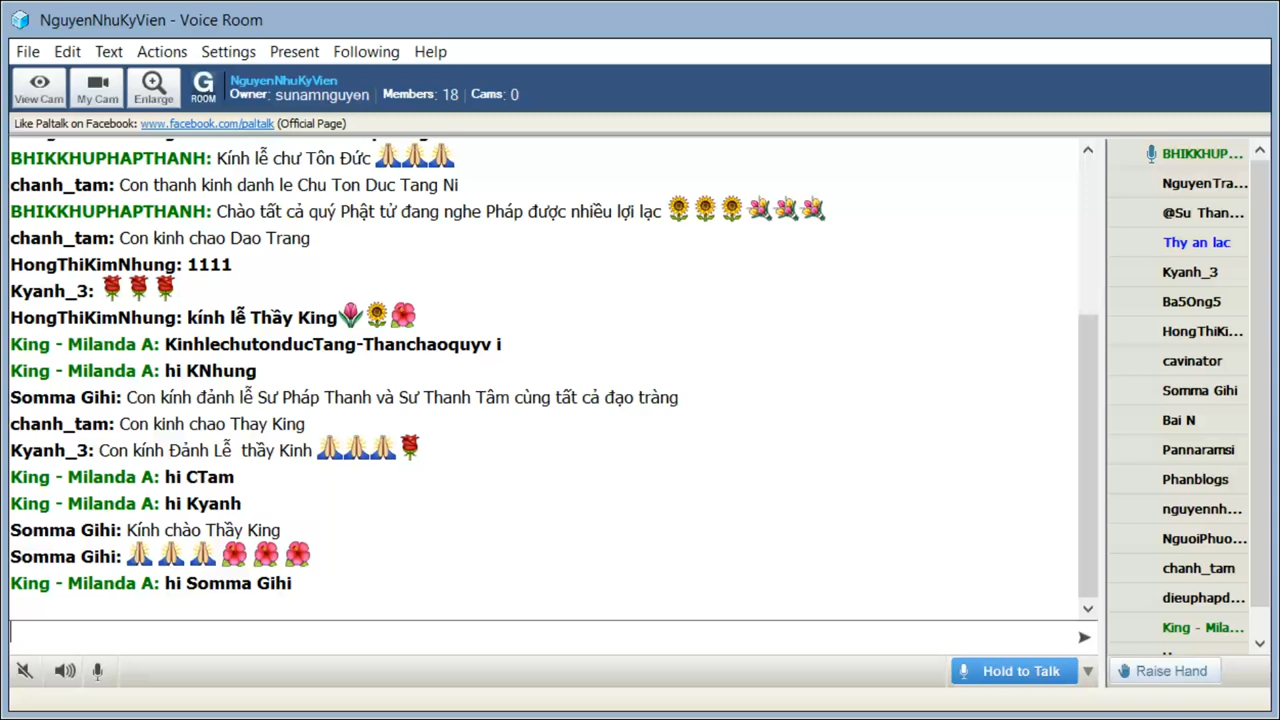 NguyenNhuKyVien - Voice Room
File Edit Text Actions Settings Present Following Help
View Cam
My Cam
Enlarge
G ROOM
NguyenNhuKyVien
Owner: sunamnguyen Members: 18 Cams: 0
Like Paltalk on Facebook: www.facebook.com/paltalk (Official Page)
BHIKKHUPHAPTHANH: Kính lễ chư Tôn Đức
chanh_tam: Con thanh kinh danh le Chu Ton Duc Tang Ni
BHIKKHUPHAPTHANH: Chào tất cả quý Phật tử đang nghe Pháp được nhiều lợi lạc
chanh_tam: Con kinh chao Dao Trang
HongThiKimNhung: 1111
Kyanh_3:
HongThiKimNhung: kính lễ Thầy King
King - Milanda A: KinhlechutonducTang-Thanchaoquyv i
King - Milanda A: hi KNhung
Somma Gihi: Con kính đảnh lễ Sư Pháp Thanh và Sư Thanh Tâm cùng tất cả đạo tràng
chanh_tam: Con kinh chao Thay King
Kyanh_3: Con kính Đảnh Lễ thầy Kinh
King - Milanda A: hi CTam
King - Milanda A: hi Kyanh
Somma Gihi: Kính chào Thầy King
Somma Gihi:
King - Milanda A: hi Somma Gihi
BHIKKHUP...
NguyenTra...
@Su Than...
Thy an lac
Kyanh_3
Ba5Ong5
HongThiKi...
cavinator
Somma Gihi
Bai N
Pannaramsi
Phanblogs
nguyennh...
NguoiPhuo...
chanh_tam
dieuphapd...
King - Mila...
Hold to Talk
Raise Hand